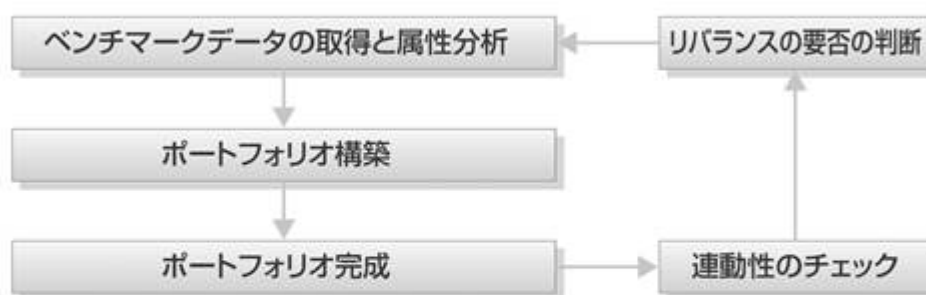 ベンチマークデータの取得と属性分析
リバランスの要否の判断
ポートフォリオ構築
ポートフォリオ完成
連動性のチェック